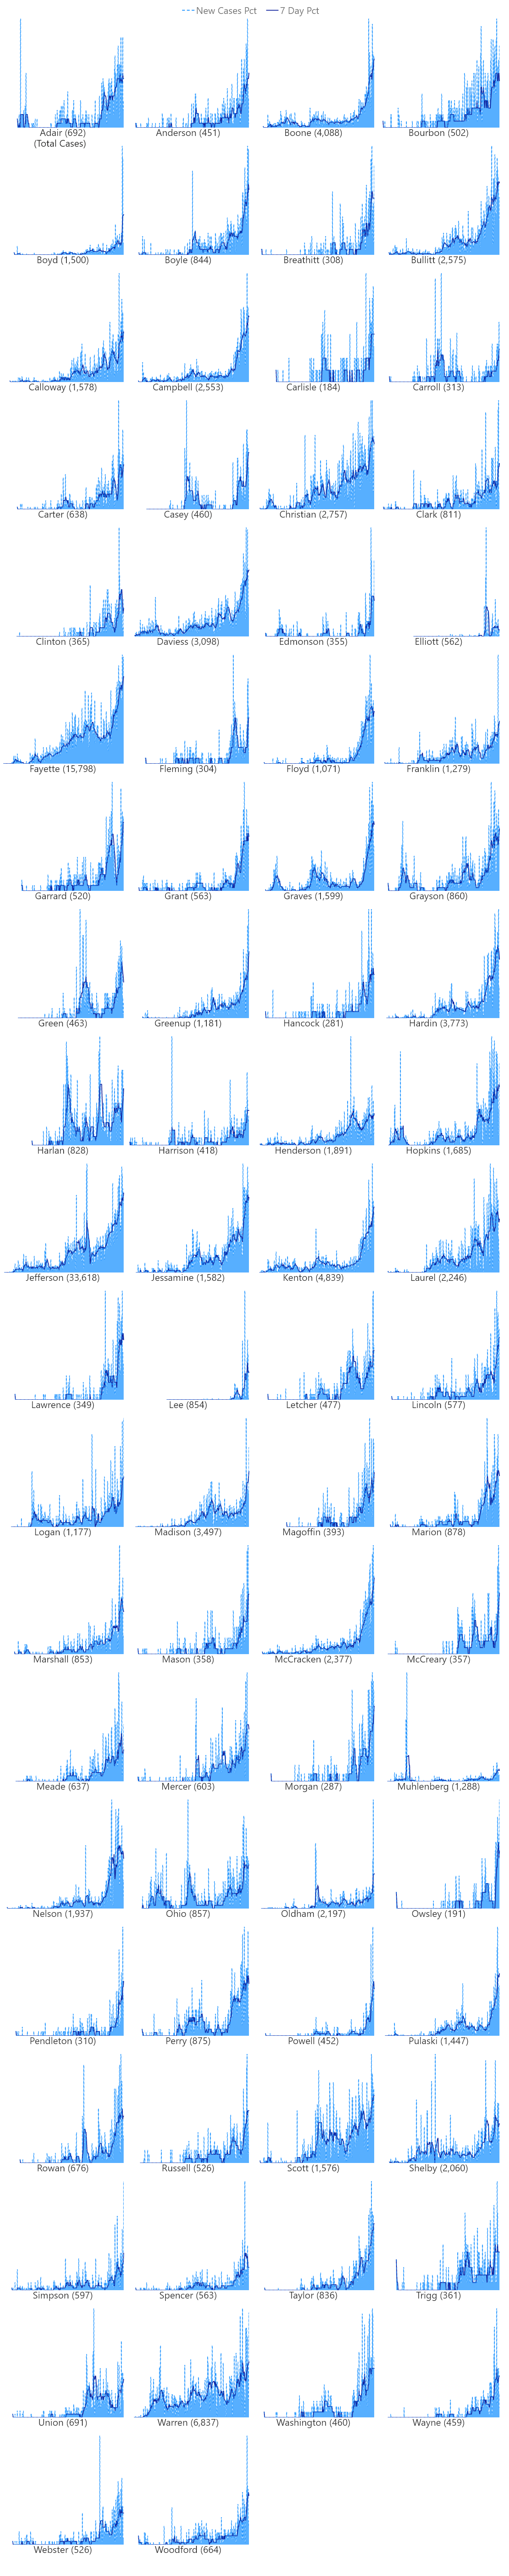 New Cases Pct 7 Day Pct
Adair (692) Anderson (451) Boone (4,088) Bourbon (502)
(Total Cases)
Boyd (1,500) Boyle (844) Breathitt (308) Bullitt (2,575)
Calloway (1,578) Campbell (2,553) Carlisle (184) Carroll (313)
Carter (638) Casey (460) Christian (2,757) Clark (811)
Clinton (365) Daviess (3,098) Edmonson (355) Elliott (562)
Fayette (15,798) Fleming (304) Floyd (1,071) Franklin (1,279)
Garrard (520) Grant (563) Graves (1,599) Grayson (860)
Green (463) Greenup (1,181) Hancock (281) Hardin (3,773)
Harlan (828) Harrison (418) Henderson (1,891) Hopkins (1,685)
Jefferson (33,618) Jessamine (1,582) Kenton (4,839) Laurel (2,246)
Lawrence (349) Lee (854) Letcher (477) Lincoln (577)
Logan (1,177) Madison (3,497) Magoffin (393) Marion (878)
Marshall (853) Mason (358) McCracken (2,377) McCreary (357)
Meade (637) Mercer (603) Morgan (287) Muhlenberg (1,288)
Nelson (1,937) Ohio (857) Oldham (2,197) Owsley (191)
Pendleton (310) Perry (875) Powell (452) Pulaski (1,447)
Rowan (676) Russell (526) Scott (1,576) Shelby (2,060)
Simpson (597) Spencer (563) Taylor (836) Trigg (361)
Union (691) Warren (6,837) Washington (460) Wayne (459)
Webster (526) Woodford (664)